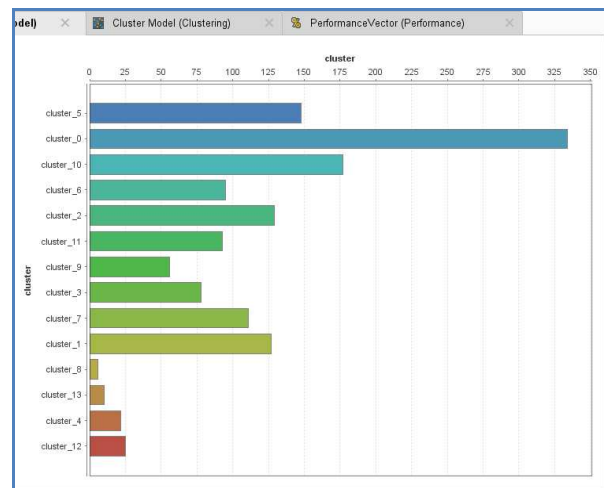 odel)
Cluster Model (Clustering)
PerformanceVector (Performance)
cluster
0 25 50 75 100 125 150 175 200 225 250 275 300 325 350
cluster_5
cluster_0
cluster_10
cluster_6
cluster_2
cluster_11
cluster_9
cluster
cluster_3
cluster_7
cluster_1
cluster_8
cluster_13
cluster_4
cluster_12